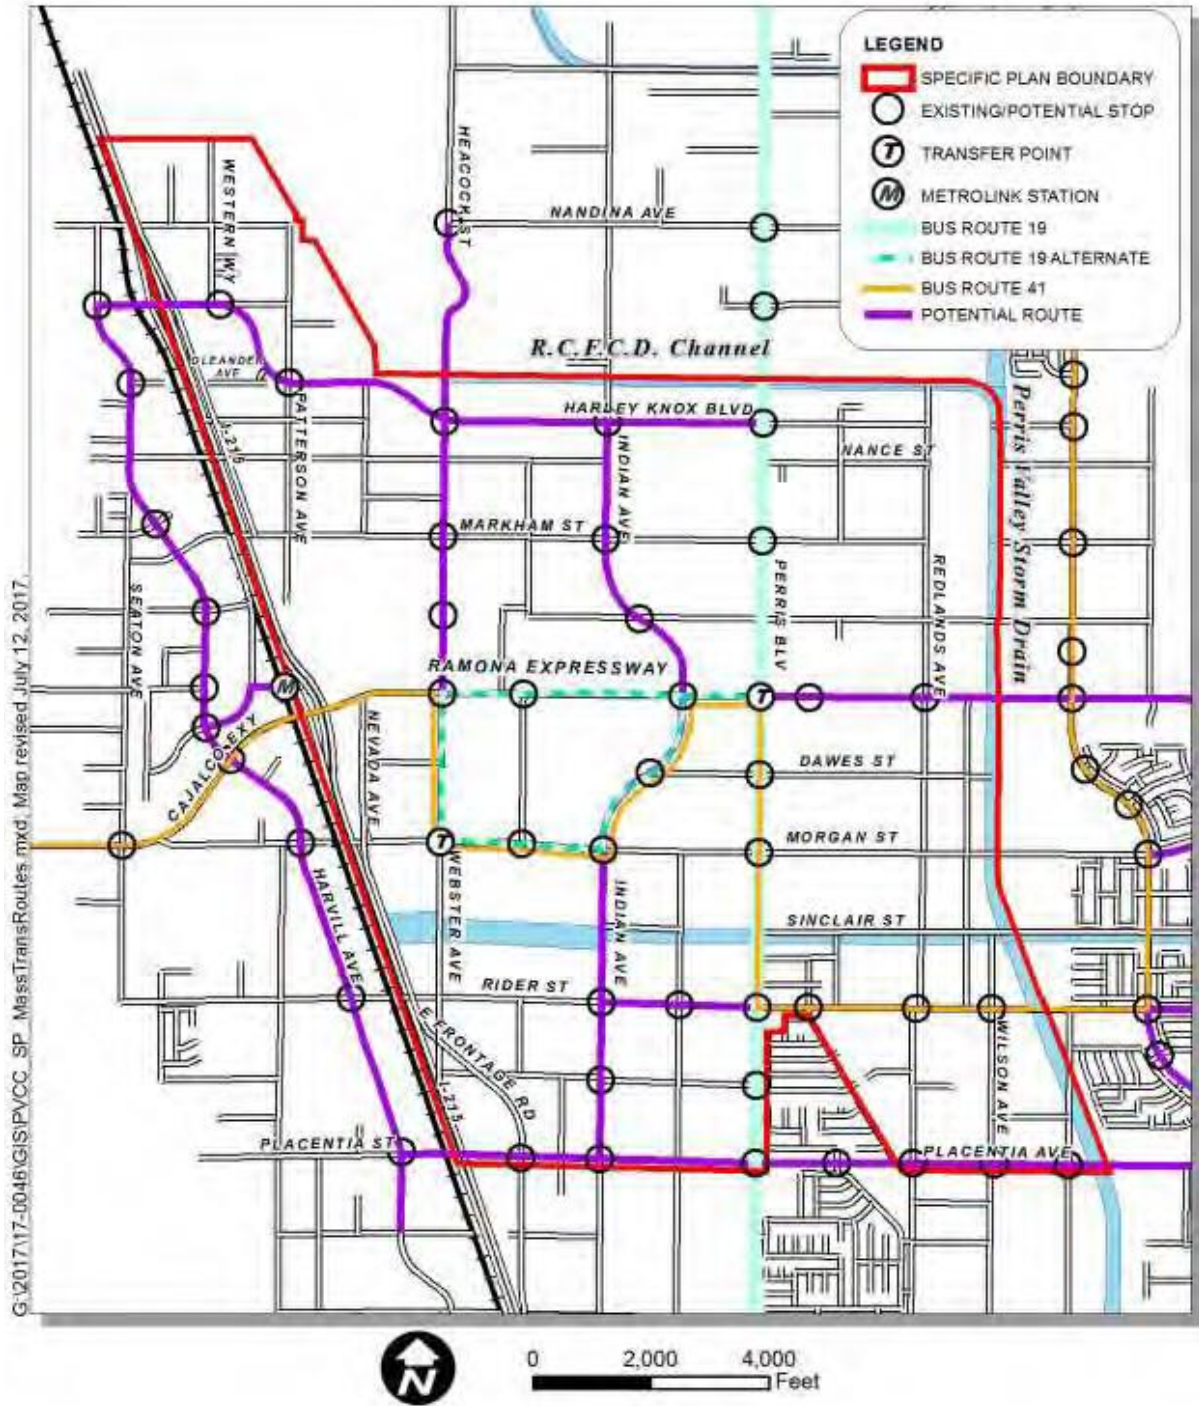 LEGEND
SPECIFIC PLAN BOUNDARY
EXISTING/POTENTIAL STOP
T TRANSFER POINT
M METROLINK STATION
BUS ROUTE 19
BUS ROUTE 19 ALTERNATE
BUS ROUTE 41
POTENTIAL ROUTE
HEACOCK ST
WESTERN WY
NANDINA AVE
R.C.F.C.D. Channel
OLEANDER
AVE
PATTERSON AVE
HARLEY KNOX BLVD
INDIAN AVE
NANCE ST
I-215
MARKHAM ST
PERRIS BLV
REDLANDS AVE
Perris Valley Storm Drain
SEATON AVE
RAMONA EXPRESSWAY
M
T
CAJALCO EXY
NEVADA AVE
DAWES ST
T
MORGAN ST
WEBSTER AVE
HARVILL AVE
INDIAN AVE
SINCLAIR ST
RIDER ST
E FRONTAGE RD
WILSON AVE
I-215
PLACENTIA ST
PLACENTIA AVE
G:\2017\17-0046\GIS\PVCC_SP_MassTransRoutes.mxd; Map revised July 12, 2017.
N
0 2,000 4,000
Feet